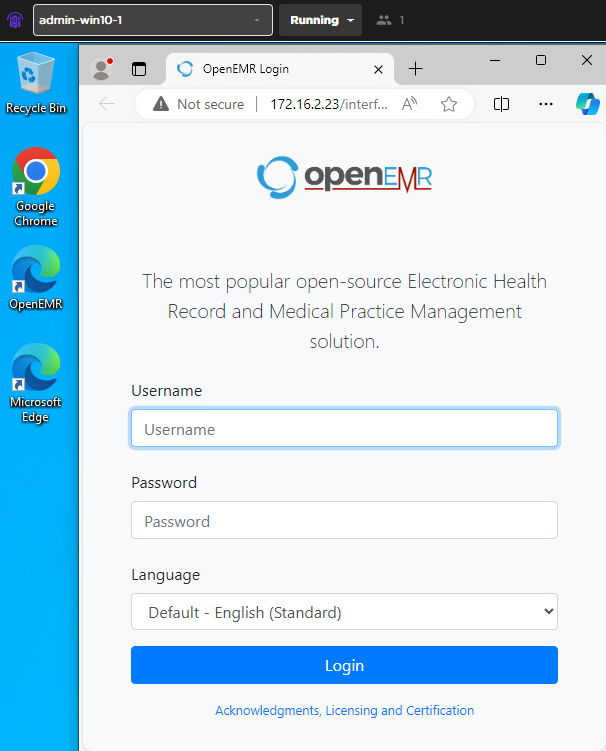 admin-win10-1
Running
1
Recycle Bin
Google
Chrome
OpenEMR
Microsoft
Edge
OpenEMR Login
Not secure
172.16.2.23/interf...
openEMR
The most popular open-source Electronic Health
Record and Medical Practice Management
solution.
Username
Username
Password
Password
Language
Default - English (Standard)
Login
Acknowledgments, Licensing and Certification